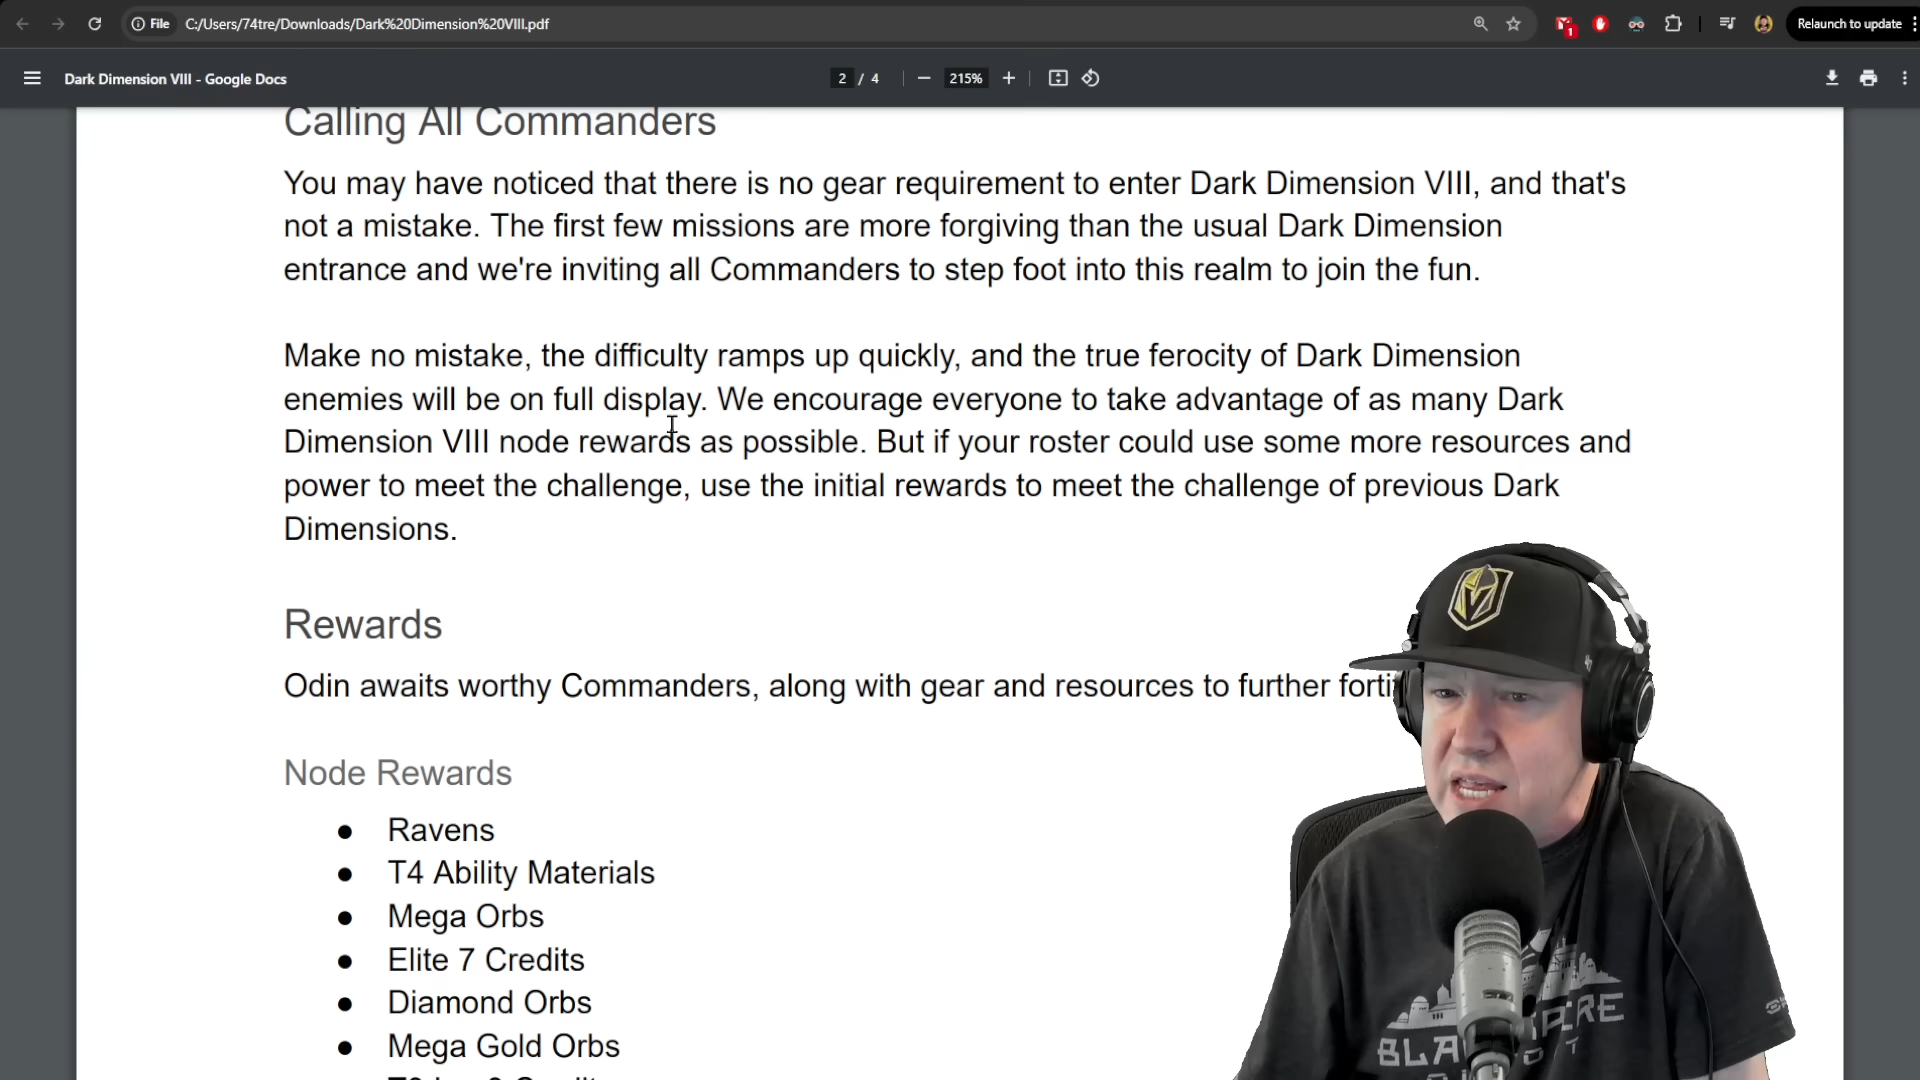 File
C:/Users/74tre/Downloads/Dark%20Dimension%20VIII.pdf
1
Relaunch to update
Dark Dimension VIII - Google Docs
2 / 4
215%
Calling All Commanders
You may have noticed that there is no gear requirement to enter Dark Dimension VIII, and that's
not a mistake. The first few missions are more forgiving than the usual Dark Dimension
entrance and we're inviting all Commanders to step foot into this realm to join the fun.
Make no mistake, the difficulty ramps up quickly, and the true ferocity of Dark Dimension
enemies will be on full display. We encourage everyone to take advantage of as many Dark
Dimension VIII node rewards as possible. But if your roster could use some more resources and
power to meet the challenge, use the initial rewards to meet the challenge of previous Dark
Dimensions.
Rewards
Odin awaits worthy Commanders, along with gear and resources to further
Node Rewards
● Ravens
● T4 Ability Materials
● Mega Orbs
● Elite 7 Credits
● Diamond Orbs
● Mega Gold Orbs